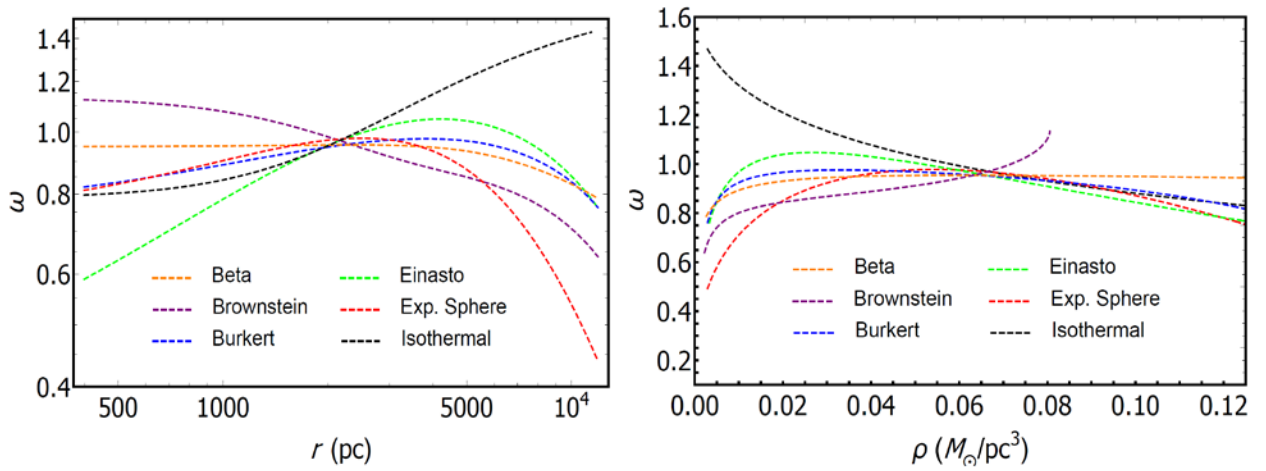 1.4
1.2
1.0
0.8
0.6
0.4
ω
Beta
Einasto
Brownstein
Exp. Sphere
Burkert
Isothermal
500
1000
5000
10⁴
r (pc)
1.6
1.4
1.2
1.0
0.8
0.6
0.4
0.2
ω
Beta
Einasto
Brownstein
Exp. Sphere
Burkert
Isothermal
0.00
0.02
0.04
0.06
0.08
0.10
0.12
ρ (M⊙/pc³)